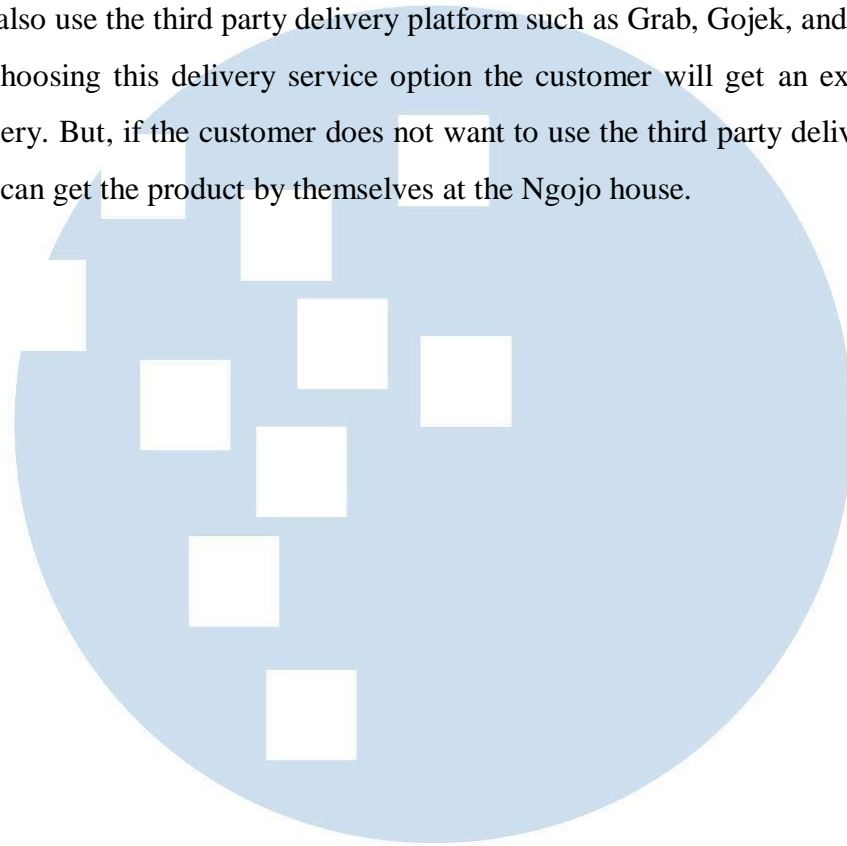 also use the third party delivery platform such as Grab, Gojek, and
hoosing this delivery service option the customer will get an ex
ery. But, if the customer does not want to use the third party deliv
can get the product by themselves at the Ngojo house.